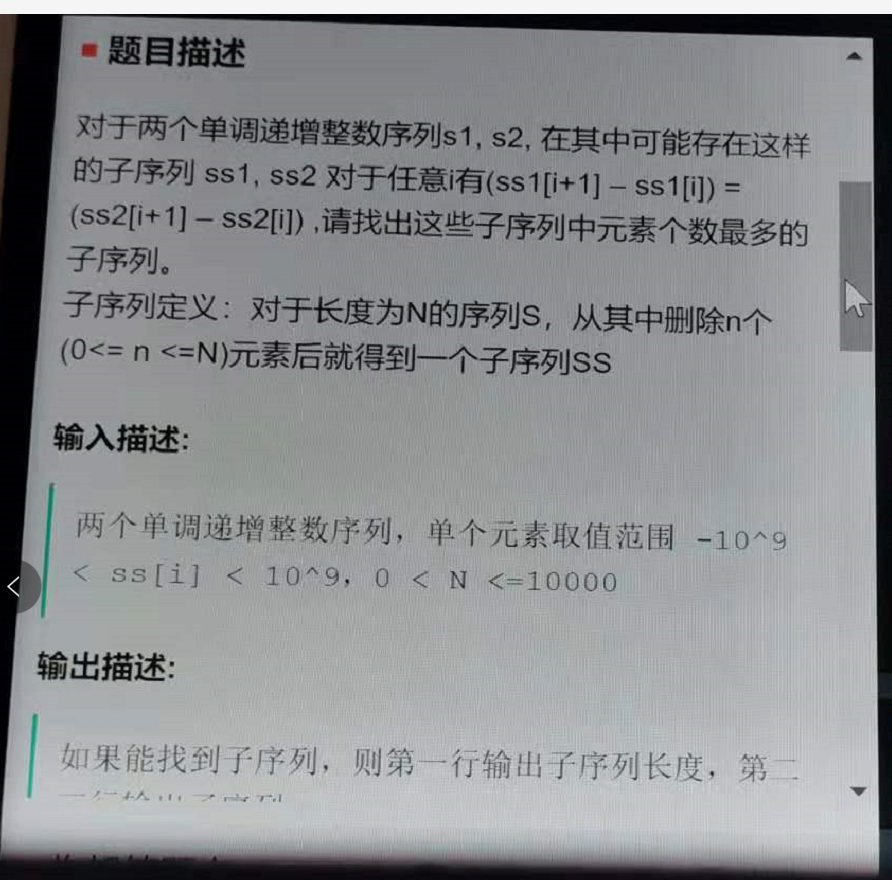 题目描述
对于两个单调递增整数序列s1, s2, 在其中可能存在这样
的子序列 ss1, ss2 对于任意i有(ss1[i+1] – ss1[i]) =
(ss2[i+1] – ss2[i]) ,请找出这些子序列中元素个数最多的
子序列。
子序列定义：对于长度为N的序列S，从其中删除n个
(0<= n <=N)元素后就得到一个子序列SS
输入描述:
两个单调递增整数序列，单个元素取值范围 -10^9
< ss[i] < 10^9，0 < N <=10000
输出描述:
如果能找到子序列，则第一行输出子序列长度，第二